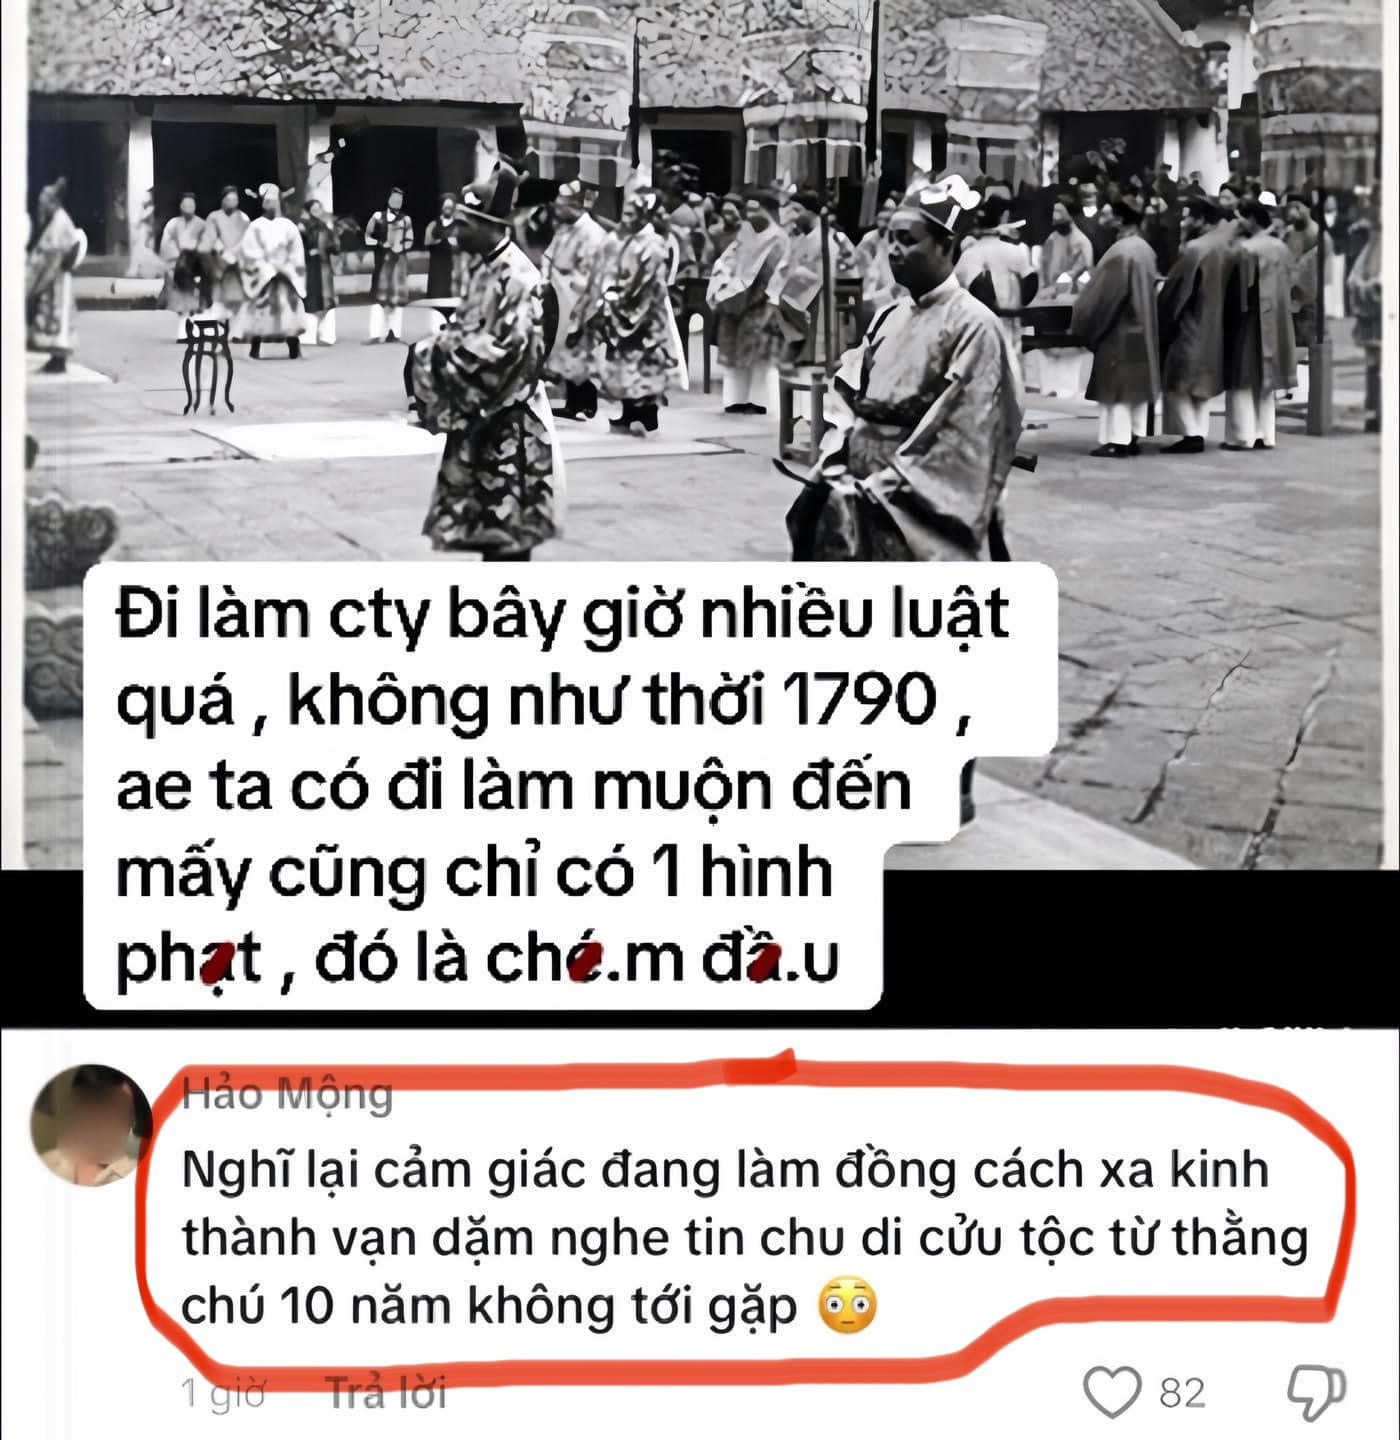 Đi làm cty bây giờ nhiều luật
quá , không như thời 1790 ,
ae ta có đi làm muộn đến
mấy cũng chỉ có 1 hình
phạt , đó là ché.m đầ.u
Hảo Mộng
Nghĩ lại cảm giác đang làm đồng cách xa kinh
thành vạn dặm nghe tin chu di cửu tộc từ thằng
chú 10 năm không tới gặp 😳
1 giờ Trả lời 82